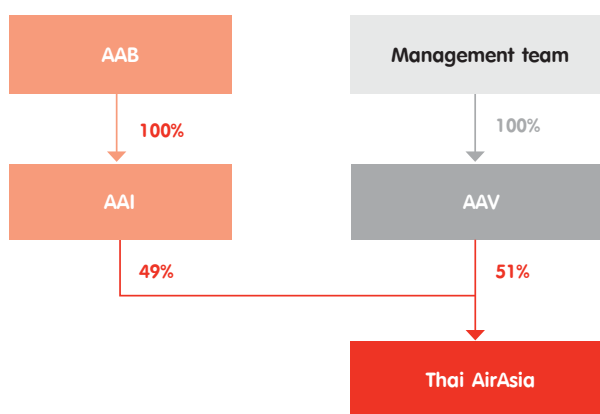 AAB
Management team
100%
100%
AAI
AAV
49%
51%
Thai AirAsia